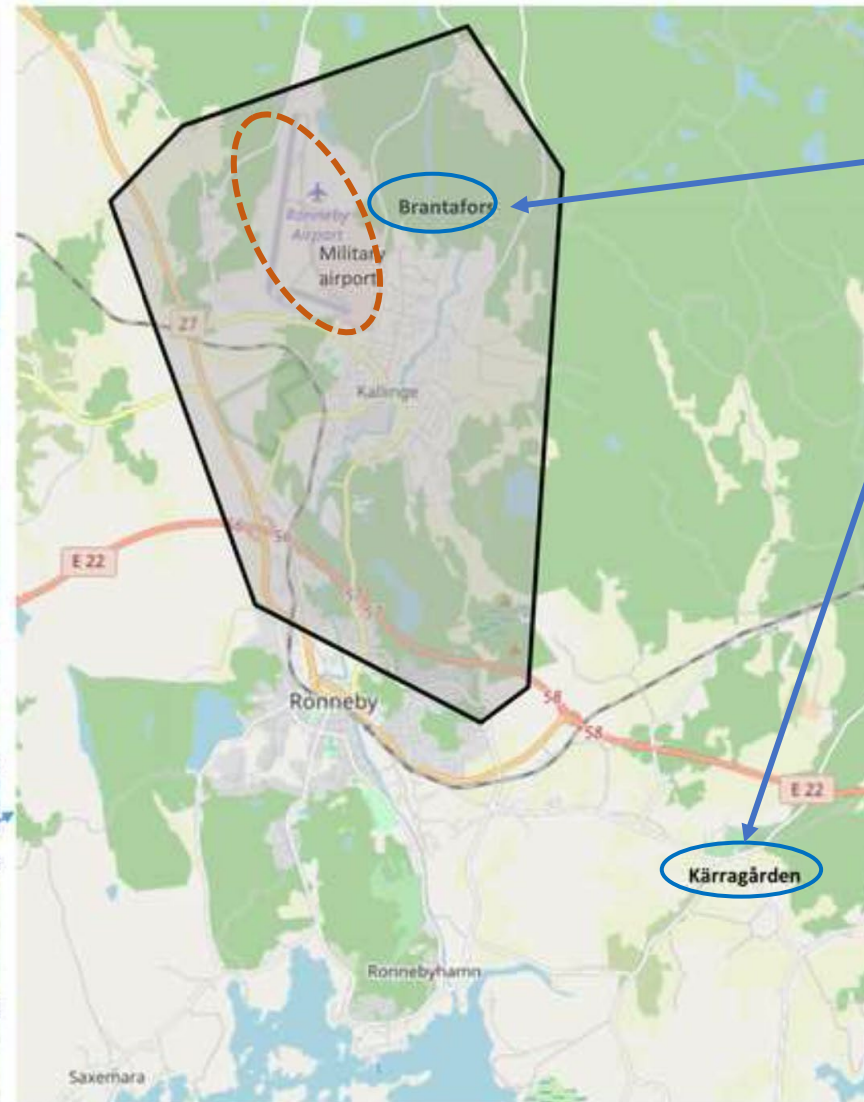 Brantafors
Ronneby
Airport
Military
airport
27
Kallinge
56
E 22
57
57
Ronneby
58
58
E 22
Kärragården
Ronnebyhamn
Saxemara